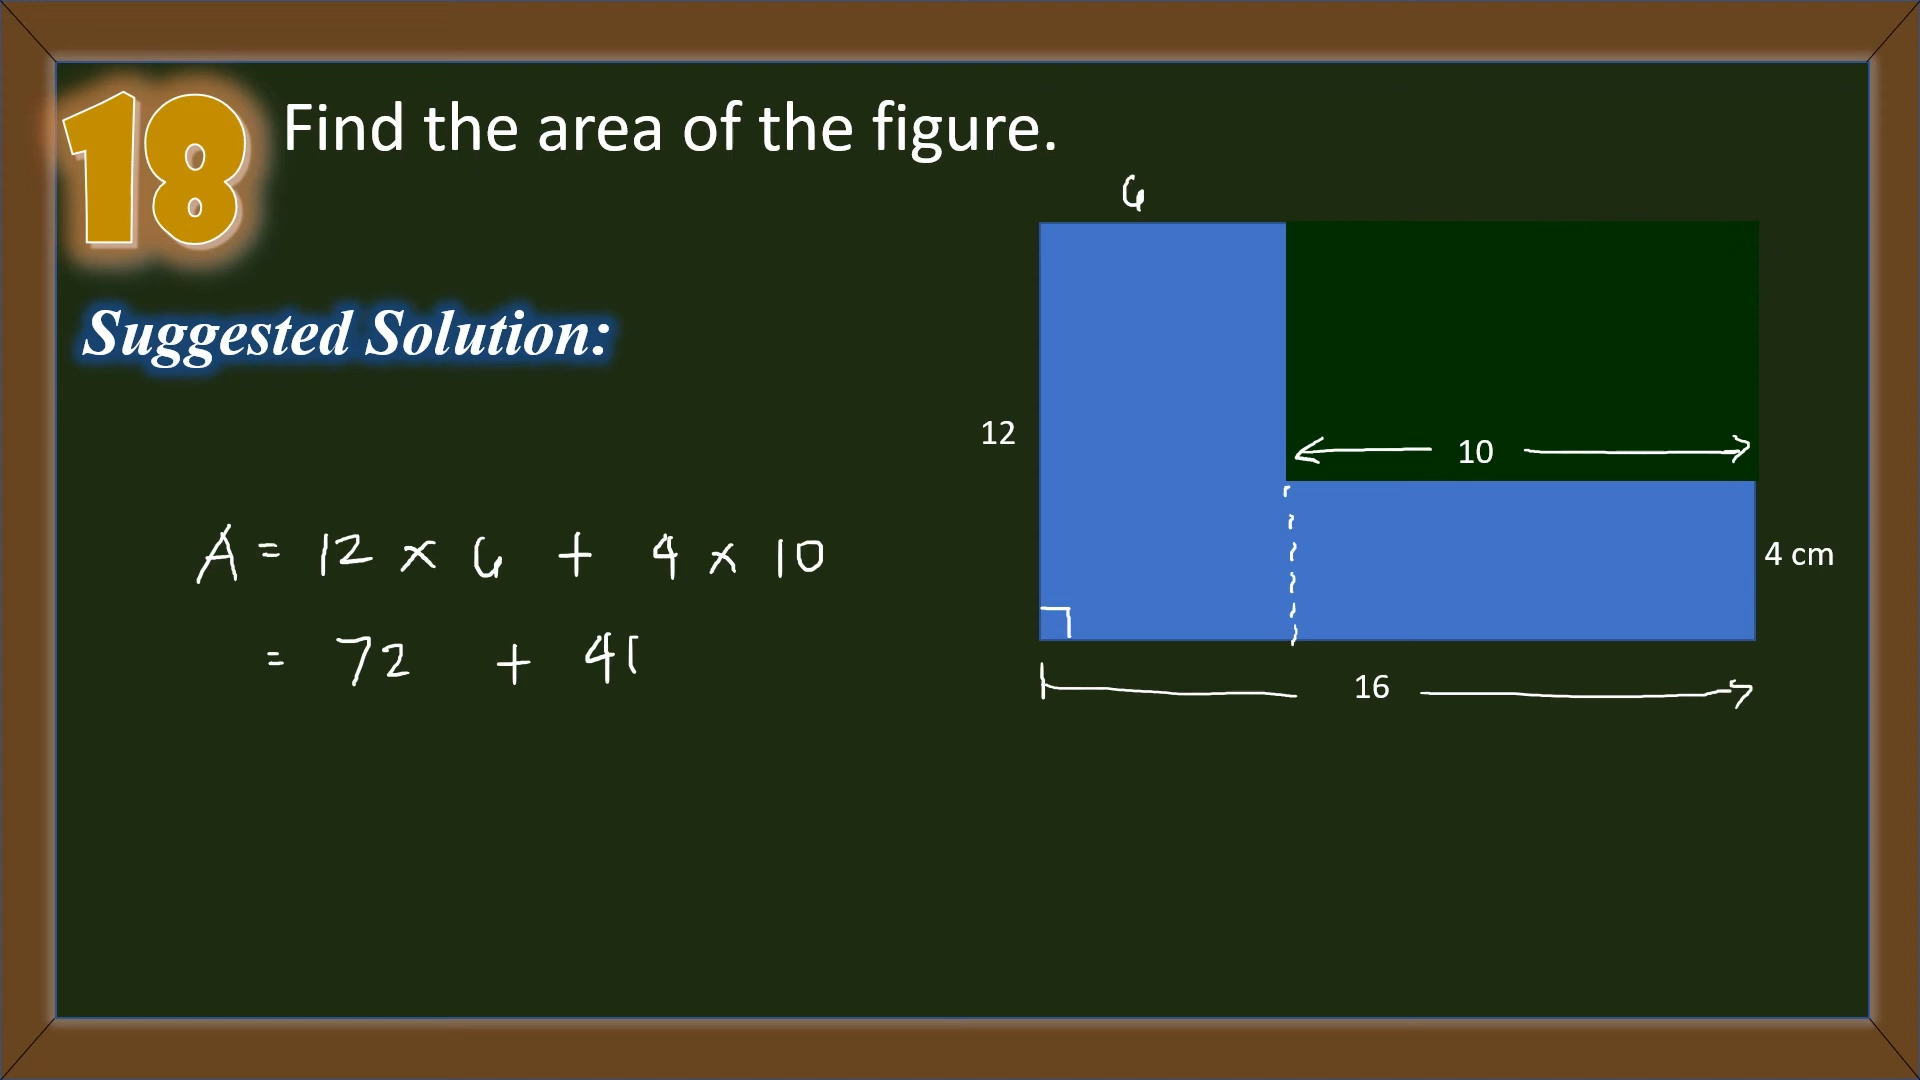 18 Find the area of the figure.
6
Suggested Solution:
12
10
A = 12 × 6 + 4 × 10
4 cm
= 72 + 4
16